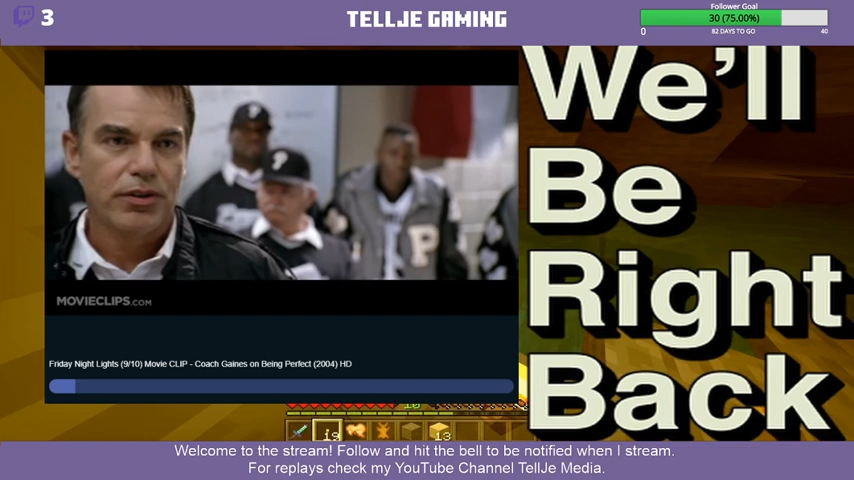 3
TELLJE GAMING
Follower Goal
30 (75.00%)
0
82 DAYS TO GO
40
We'll
Be
Right
Back
P
P
MOVIECLIPS.COM
Friday Night Lights (9/10) Movie CLIP - Coach Gaines on Being Perfect (2004) HD
10
19
13
Welcome to the stream! Follow and hit the bell to be notified when I stream.
For replays check my YouTube Channel TellJe Media.